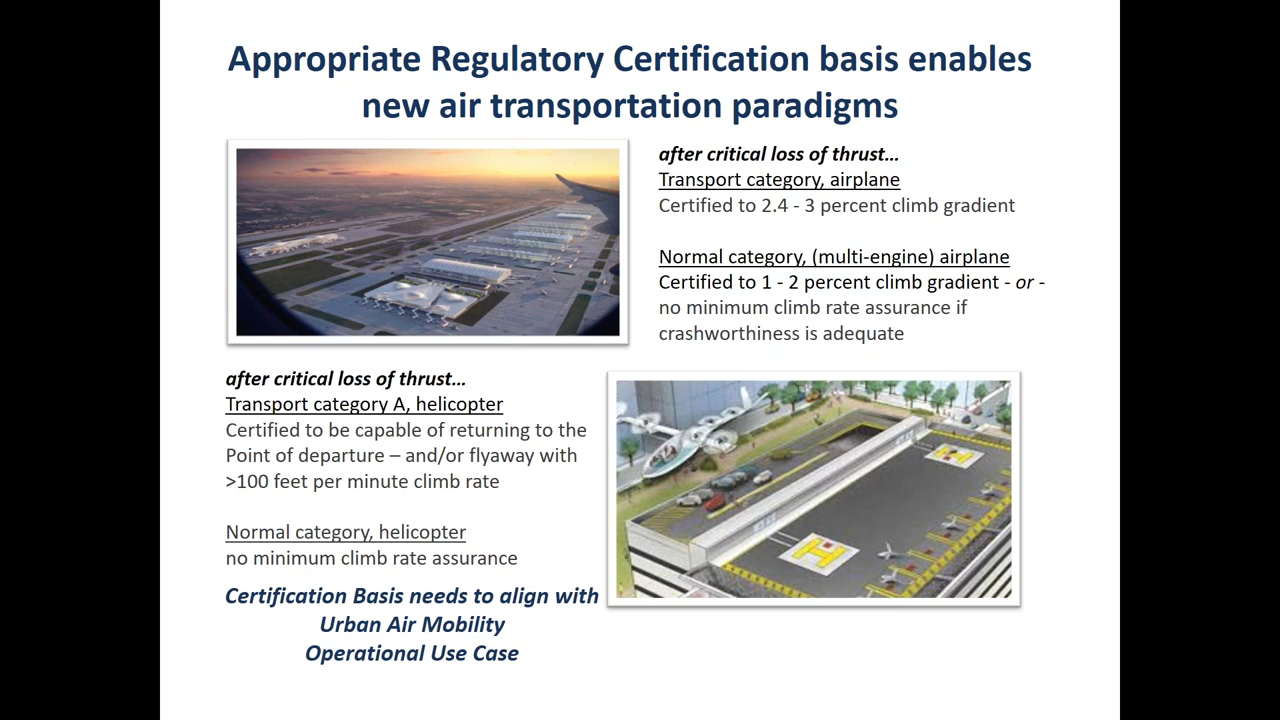 Appropriate Regulatory Certification basis enables
new air transportation paradigms
after critical loss of thrust…
Transport category, airplane
Certified to 2.4 - 3 percent climb gradient
Normal category, (multi-engine) airplane
Certified to 1 - 2 percent climb gradient - or -
no minimum climb rate assurance if
crashworthiness is adequate
after critical loss of thrust…
Transport category A, helicopter
Certified to be capable of returning to the
Point of departure – and/or flyaway with
>100 feet per minute climb rate
Normal category, helicopter
no minimum climb rate assurance
Certification Basis needs to align with
Urban Air Mobility
Operational Use Case
H
H